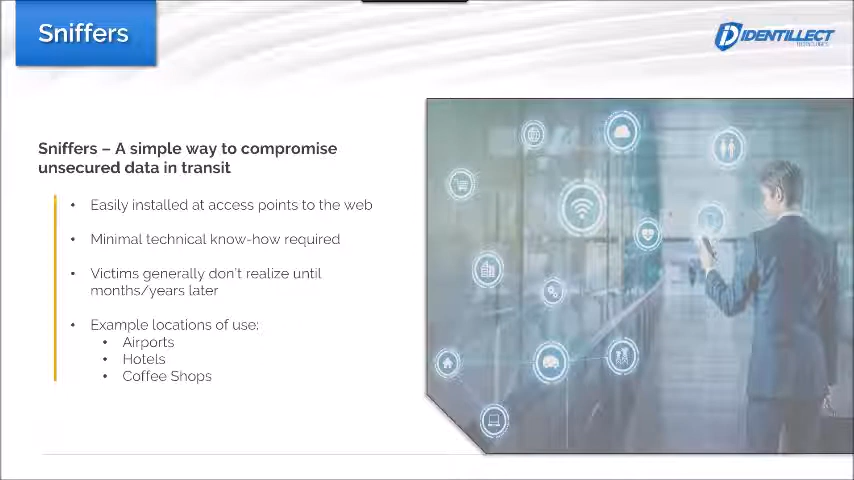 Sniffers
IDENTILLECT
TECHNOLOGIES
Sniffers – A simple way to compromise
unsecured data in transit
• Easily installed at access points to the web
• Minimal technical know-how required
• Victims generally don't realize until
months/years later
• Example locations of use:
• Airports
• Hotels
• Coffee Shops